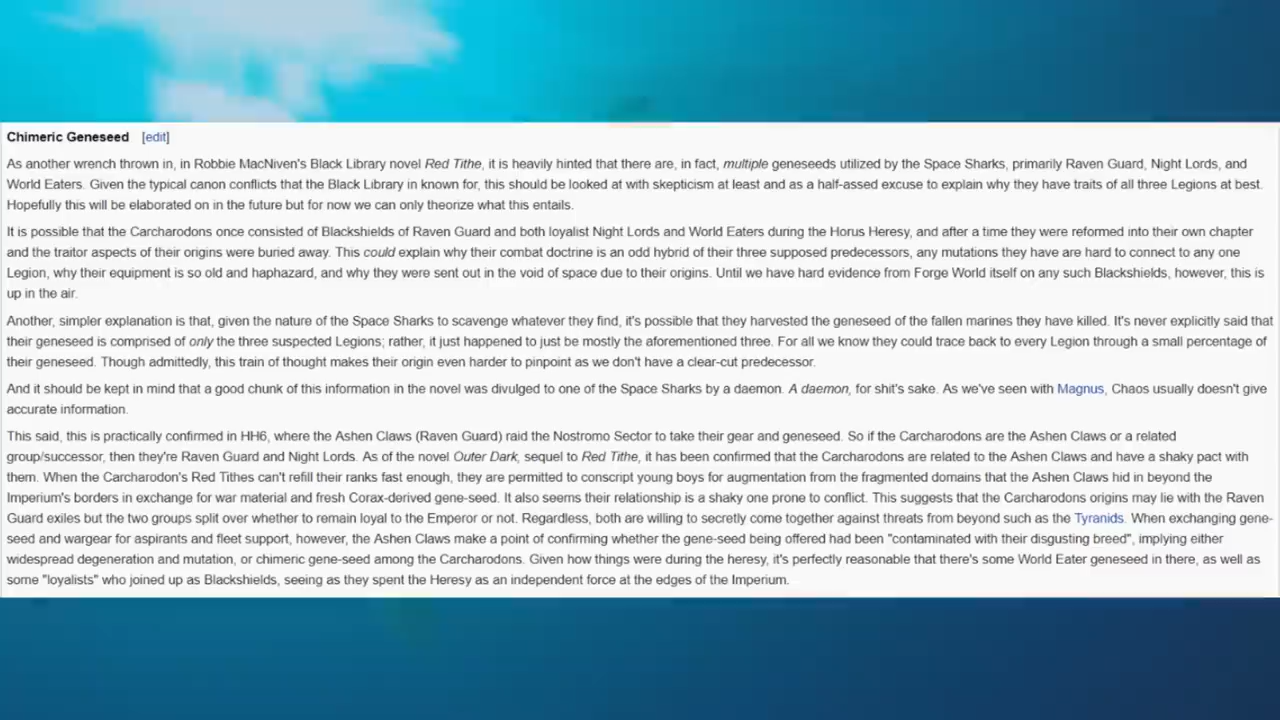 Chimeric Geneseed [edit]
As another wrench thrown in, in Robbie MacNiven's Black Library novel Red Tithe, it is heavily hinted that there are, in fact, multiple geneseeds utilized by the Space Sharks, primarily Raven Guard, Night Lords, and
World Eaters. Given the typical canon conflicts that the Black Library in known for, this should be looked at with skepticism at least and as a half-assed excuse to explain why they have traits of all three Legions at best.
Hopefully this will be elaborated on in the future but for now we can only theorize what this entails.
It is possible that the Carcharodons once consisted of Blackshields of Raven Guard and both loyalist Night Lords and World Eaters during the Horus Heresy, and after a time they were reformed into their own chapter
and the traitor aspects of their origins were buried away. This could explain why their combat doctrine is an odd hybrid of their three supposed predecessors, any mutations they have are hard to connect to any one
Legion, why their equipment is so old and haphazard, and why they were sent out in the void of space due to their origins. Until we have hard evidence from Forge World itself on any such Blackshields, however, this is
up in the air.
Another, simpler explanation is that, given the nature of the Space Sharks to scavenge whatever they find, it's possible that they harvested the geneseed of the fallen marines they have killed. It's never explicitly said that
their geneseed is comprised of only the three suspected Legions; rather, it just happened to just be mostly the aforementioned three. For all we know they could trace back to every Legion through a small percentage of
their geneseed. Though admittedly, this train of thought makes their origin even harder to pinpoint as we don't have a clear-cut predecessor.
And it should be kept in mind that a good chunk of this information in the novel was divulged to one of the Space Sharks by a daemon. A daemon, for shit's sake. As we've seen with Magnus, Chaos usually doesn't give
accurate information.
This said, this is practically confirmed in HH6, where the Ashen Claws (Raven Guard) raid the Nostromo Sector to take their gear and geneseed. So if the Carcharodons are the Ashen Claws or a related
group/successor, then they're Raven Guard and Night Lords. As of the novel Outer Dark, sequel to Red Tithe, it has been confirmed that the Carcharodons are related to the Ashen Claws and have a shaky pact with
them. When the Carcharodon's Red Tithes can't refill their ranks fast enough, they are permitted to conscript young boys for augmentation from the fragmented domains that the Ashen Claws hid in beyond the
Imperium's borders in exchange for war material and fresh Corax-derived gene-seed. It also seems their relationship is a shaky one prone to conflict. This suggests that the Carcharodons origins may lie with the Raven
Guard exiles but the two groups split over whether to remain loyal to the Emperor or not. Regardless, both are willing to secretly come together against threats from beyond such as the Tyranids. When exchanging gene-
seed and wargear for aspirants and fleet support, however, the Ashen Claws make a point of confirming whether the gene-seed being offered had been "contaminated with their disgusting breed", implying either
widespread degeneration and mutation, or chimeric gene-seed among the Carcharodons. Given how things were during the heresy, it's perfectly reasonable that there's some World Eater geneseed in there, as well as
some "loyalists" who joined up as Blackshields, seeing as they spent the Heresy as an independent force at the edges of the Imperium.